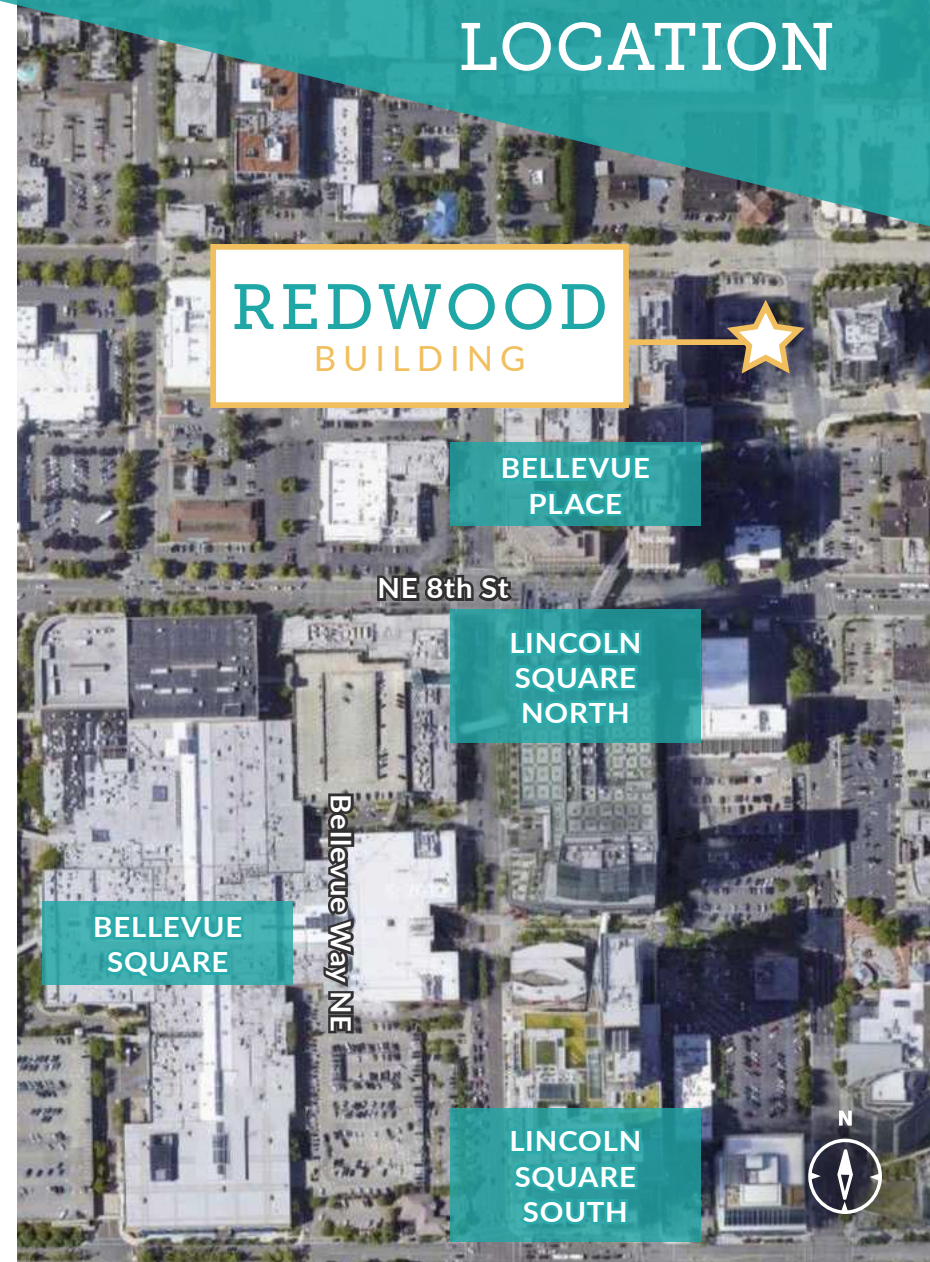 LOCATION
REDWOOD
BUILDING
BELLEVUE
PLACE
NE 8th St
LINCOLN
SQUARE
NORTH
Bellevue Way NE
BELLEVUE
SQUARE
LINCOLN
SQUARE
SOUTH
N